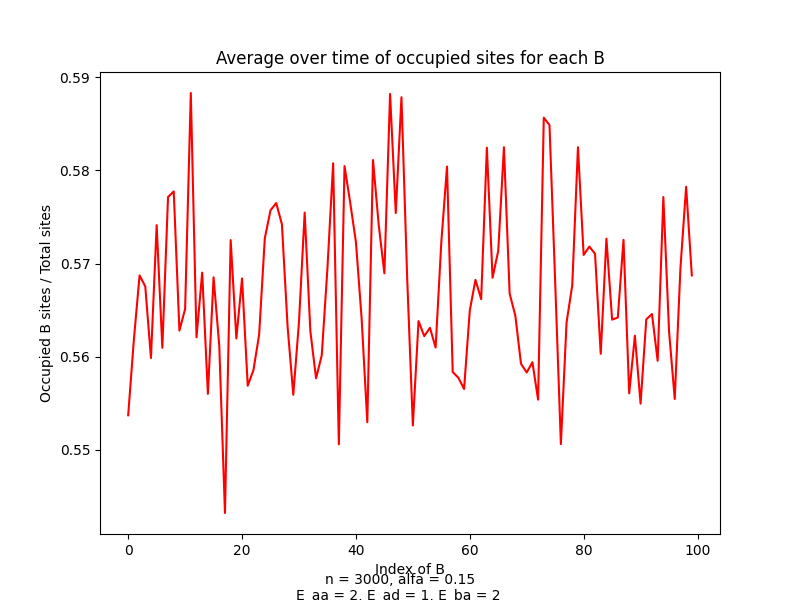 Average over time of occupied sites for each B
Occupied B sites / Total sites
0.59
0.58
0.57
0.56
0.55
0 20 40 60 80 100
Index of B
n = 3000, alfa = 0.15
E_aa = 2, E_ad = 1, E_ba = 2